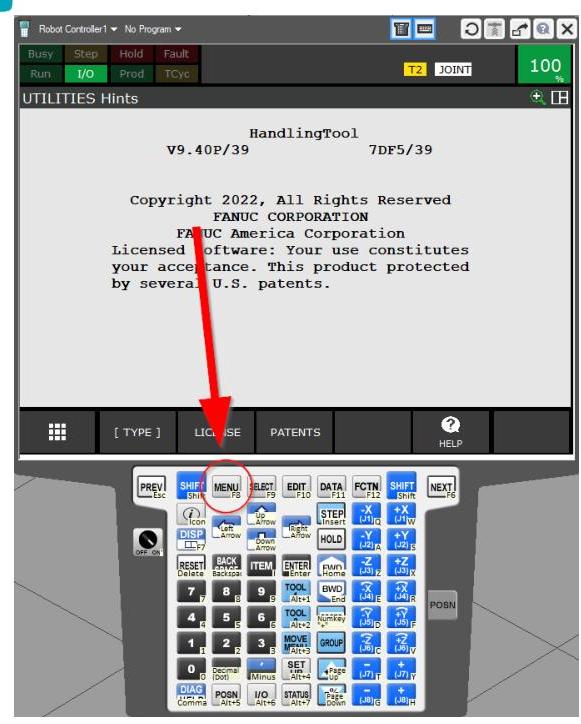 Robot Controller1 No Program
Busy Step Hold Fault
Run I/O Prod TCyc
T2 JOINT
100 %
UTILITIES Hints
HandlingTool
V9.40P/39 7DF5/39
Copyright 2022, All Rights Reserved
FANUC CORPORATION
FANUC America Corporation
Licensed Software: Your use constitutes
your acceptance. This product protected
by several U.S. patents.
[ TYPE ] LICENSE PATENTS HELP
PREV Esc SHIFT Shift MENU F8 SELECT F9 EDIT F10 DATA F11 FCTN F12 SHIFT Shift NEXT F6
i Icon Up Arrow STEP Insert -X (J1) Q +X (J1) W
OFF ON DISP F7 Left Arrow Down Arrow Right Arrow HOLD -Y (J2) A +Y (J2) S
RESET Delete BACK Backspac ITEM ENTER Enter FWD Home -Z (J3) Z +Z (J3) X
7 7 8 8 9 9 TOOL Alt+1 BWD End -X (J4) E +X (J4) R
4 4 5 5 6 6 TOOL Alt+2 Numkey "+" -Y (J5) D +Y (J5) F POSN
1 1 2 2 3 3 MOVE Alt+3 GROUP -Z (J6) C +Z (J6) V
0 0 Decimal (Dot) Minus SET UP Alt+4 Page Up - (J7) T + (J7) Y
DIAG HELP Comma POSN Alt+5 I/O Alt+6 STATUS Alt+7 Page Down - (J8) G + (J8) H